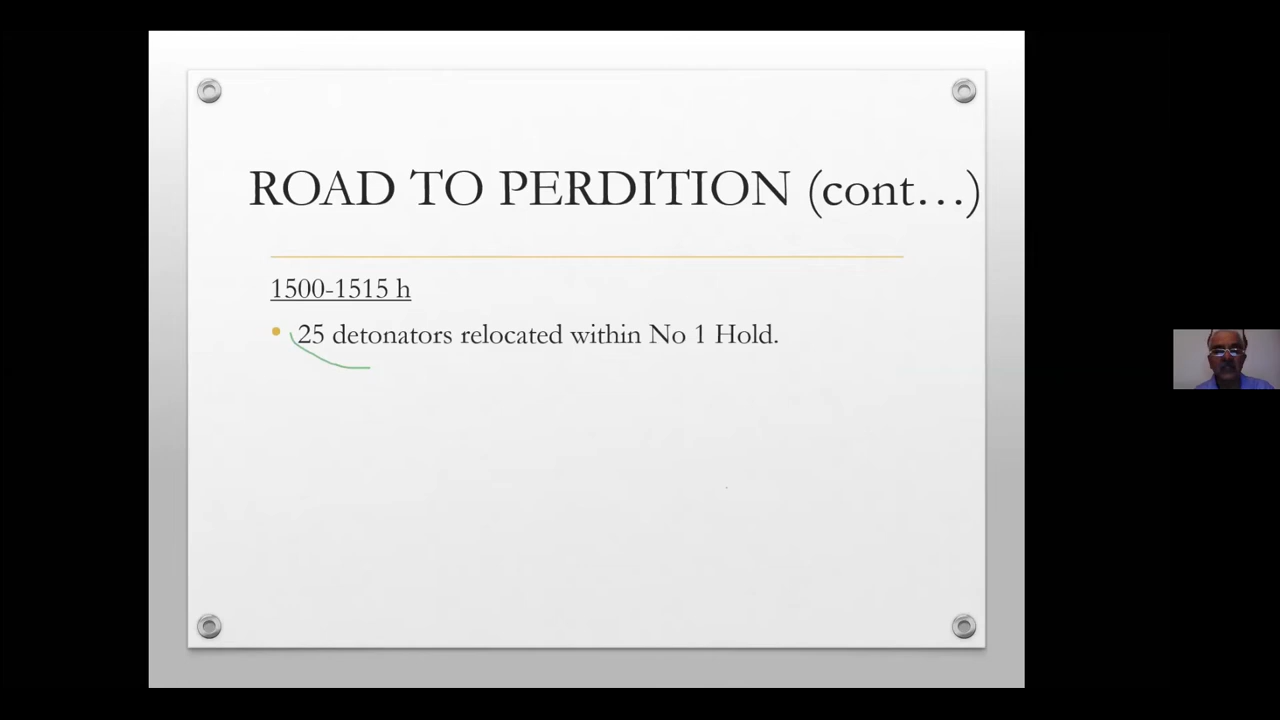 ROAD TO PERDITION (cont…)
1500-1515 h
• 25 detonators relocated within No 1 Hold.